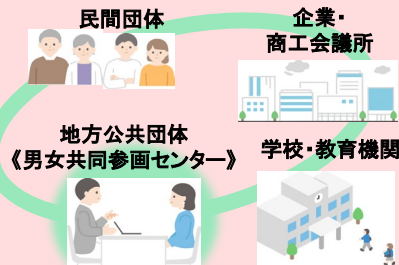 民間団体
企業・
商工会議所
地方公共団体
《男女共同参画センター》
学校・教育機関